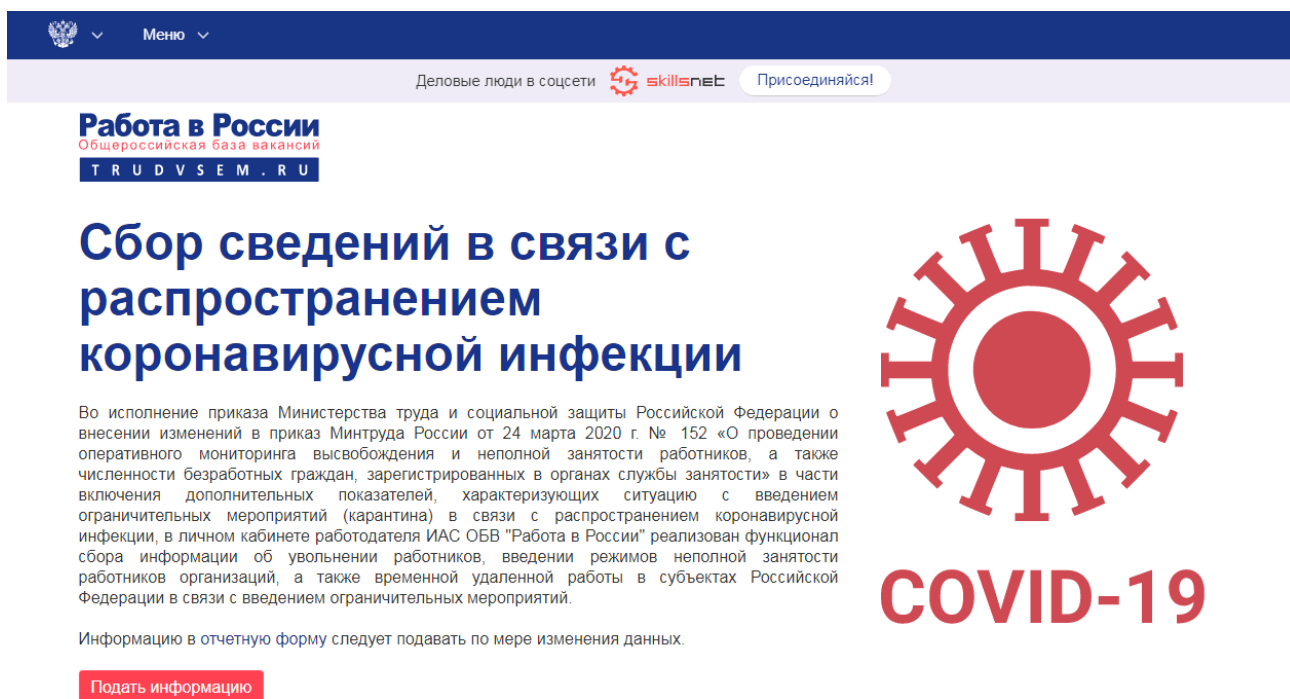 Меню
Деловые люди в соцсети skillsnet Присоединяйся!
Работа в России
Общероссийская база вакансий
TRUDVSEM.RU
Сбор сведений в связи с
распространением
коронавирусной инфекции
Во исполнение приказа Министерства труда и социальной защиты Российской Федерации о
внесении изменений в приказ Минтруда России от 24 марта 2020 г. № 152 «О проведении
оперативного мониторинга высвобождения и неполной занятости работников, а также
численности безработных граждан, зарегистрированных в органах службы занятости» в части
включения дополнительных показателей, характеризующих ситуацию с введением
ограничительных мероприятий (карантина) в связи с распространением коронавирусной
инфекции, в личном кабинете работодателя ИАС ОБВ "Работа в России" реализован функционал
сбора информации об увольнении работников, введении режимов неполной занятости
работников организаций, а также временной удаленной работы в субъектах Российской
Федерации в связи с введением ограничительных мероприятий.
Информацию в отчетную форму следует подавать по мере изменения данных.
Подать информацию
COVID-19